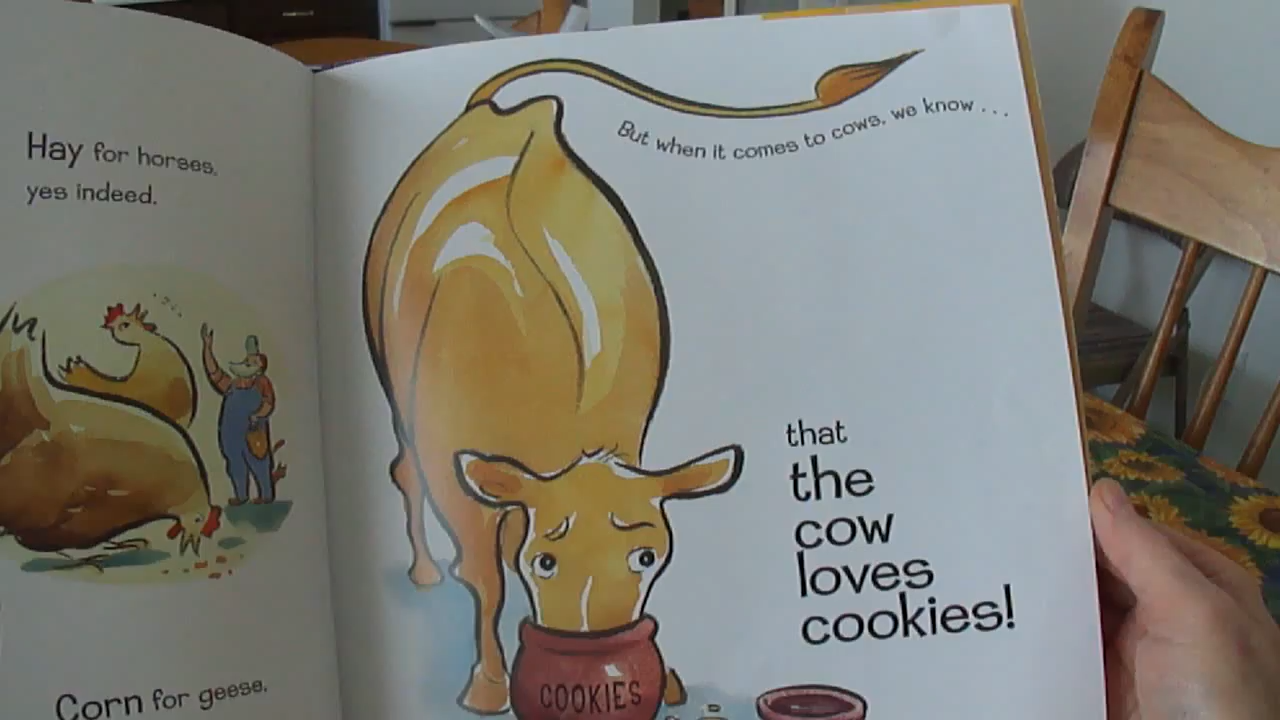 Hay for horses,
yes indeed.
Corn for geese,
But when it comes to cows, we know . . .
that
the
cow
loves
cookies!
COOKIES